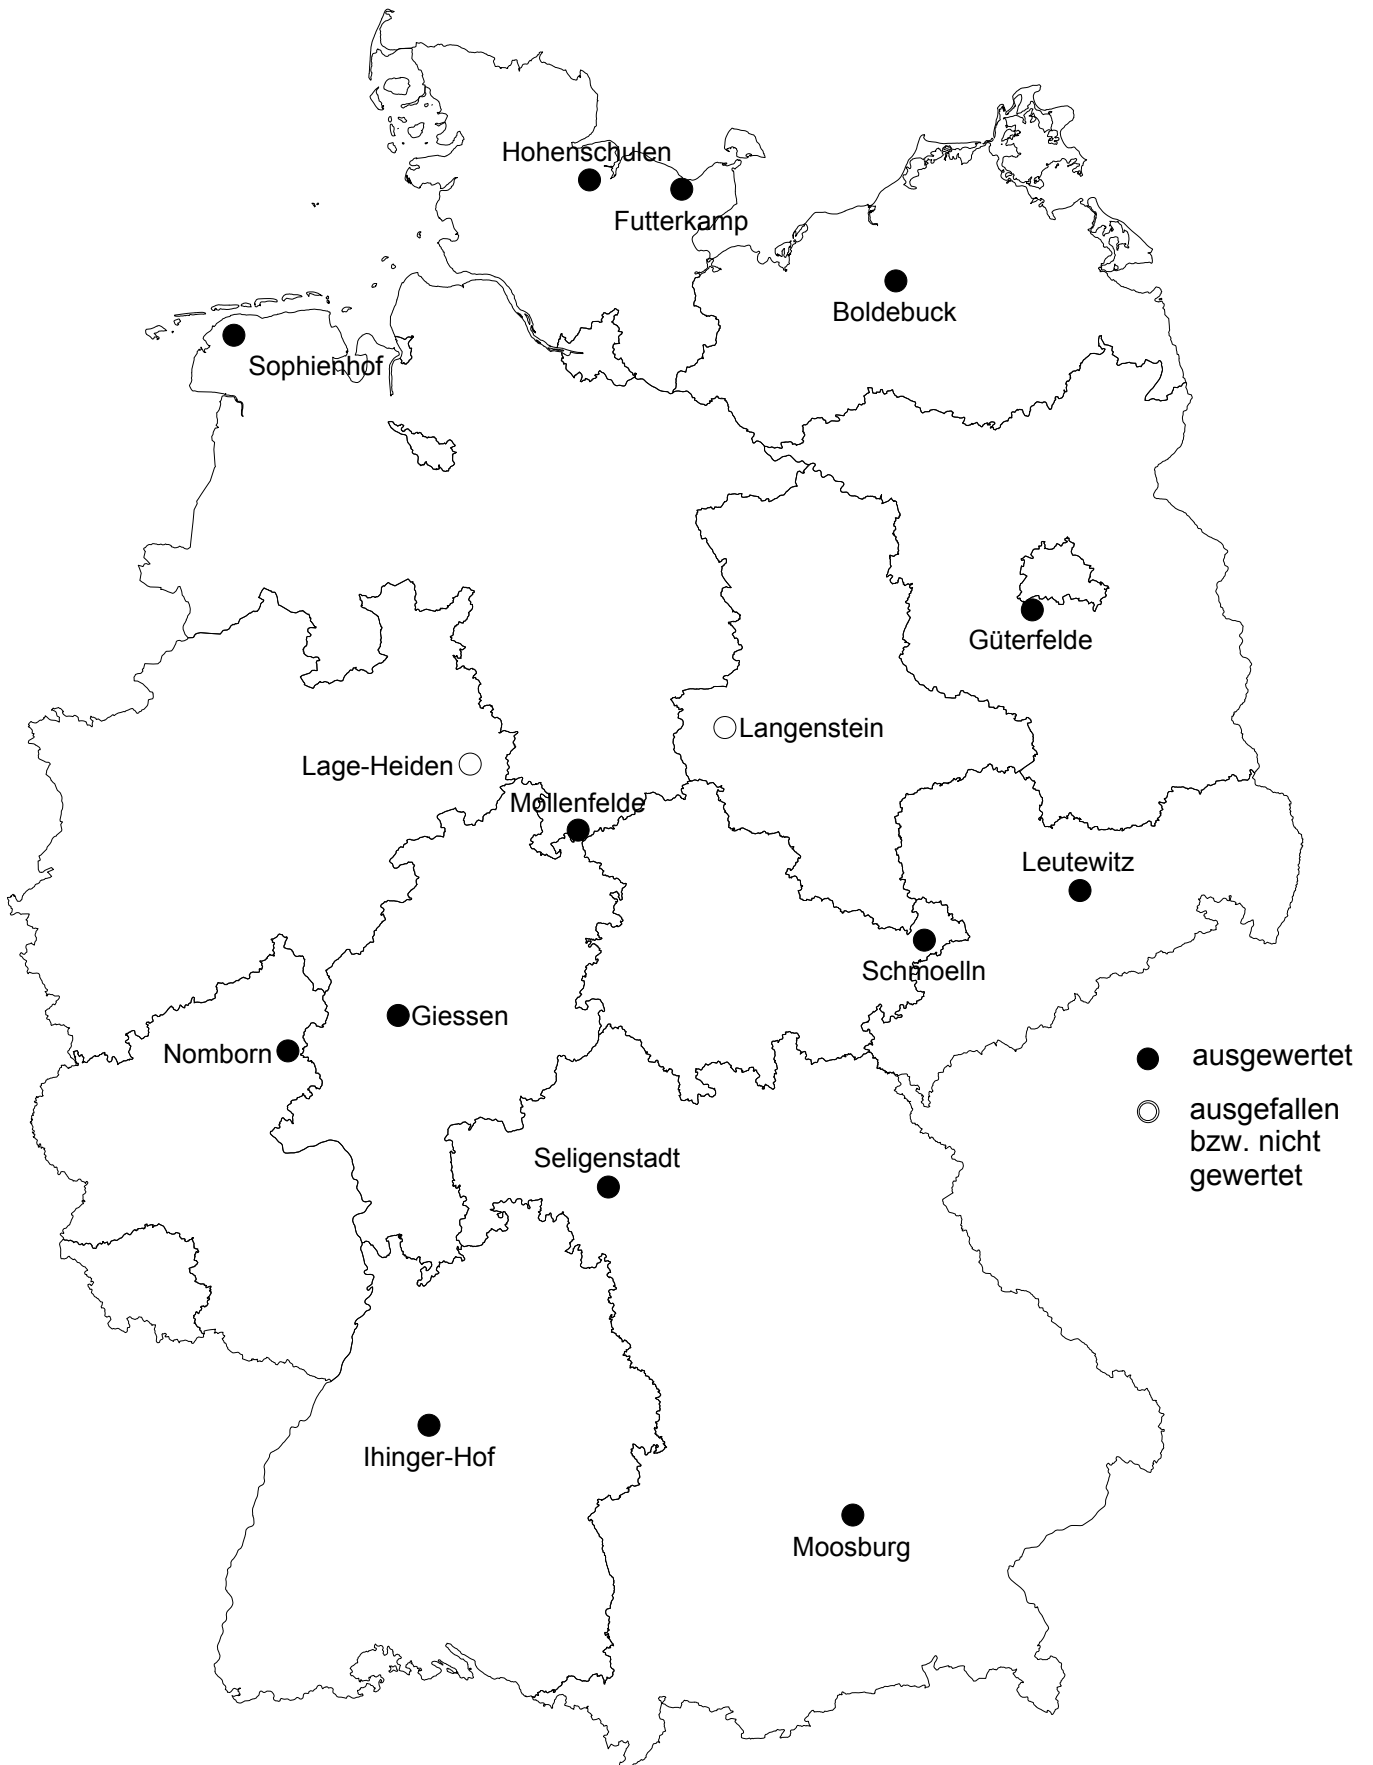 Hohenschulen
Futterkamp
Boldebuck
Sophienhof
Güterfelde
Langenstein
Lage-Heiden
Mollenfelde
Leutewitz
Schmoelln
Giessen
Nomborn
ausgewertet
ausgefallen
bzw. nicht
gewertet
Seligenstadt
Ihinger-Hof
Moosburg